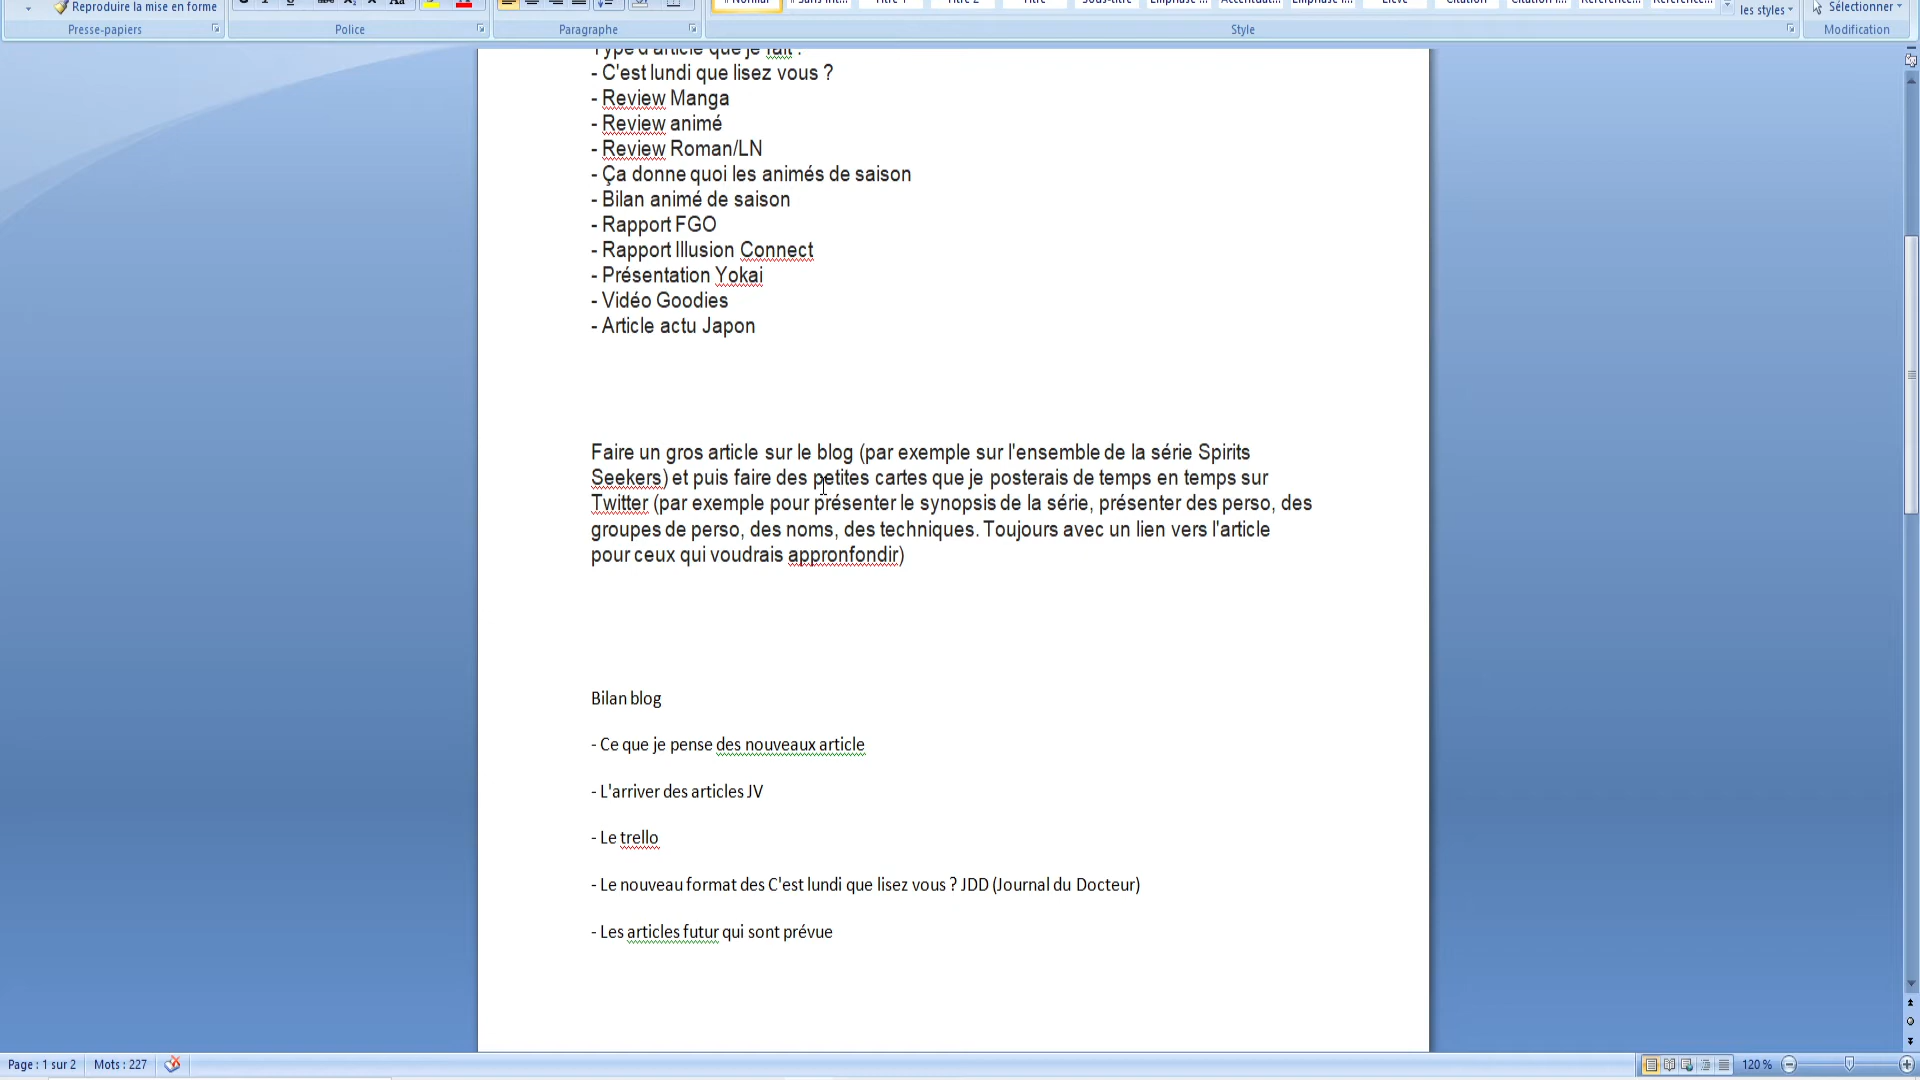 Reproduire la mise en forme
les styles
Sélectionner
Presse-papiers
Police
Paragraphe
Style
Modification
Type d'article que je fait :
- C'est lundi que lisez vous ?
- Review Manga
- Review animé
- Review Roman/LN
- Ça donne quoi les animés de saison
- Bilan animé de saison
- Rapport FGO
- Rapport Illusion Connect
- Présentation Yokai
- Vidéo Goodies
- Article actu Japon
Faire un gros article sur le blog (par exemple sur l'ensemble de la série Spirits
Seekers) et puis faire des petites cartes que je posterais de temps en temps sur
Twitter (par exemple pour présenter le synopsis de la série, présenter des perso, des
groupes de perso, des noms, des techniques. Toujours avec un lien vers l'article
pour ceux qui voudrais appronfondir)
Bilan blog
- Ce que je pense des nouveaux article
- L'arriver des articles JV
- Le trello
- Le nouveau format des C'est lundi que lisez vous ? JDD (Journal du Docteur)
- Les articles futur qui sont prévue
Page : 1 sur 2 Mots : 227 120 %